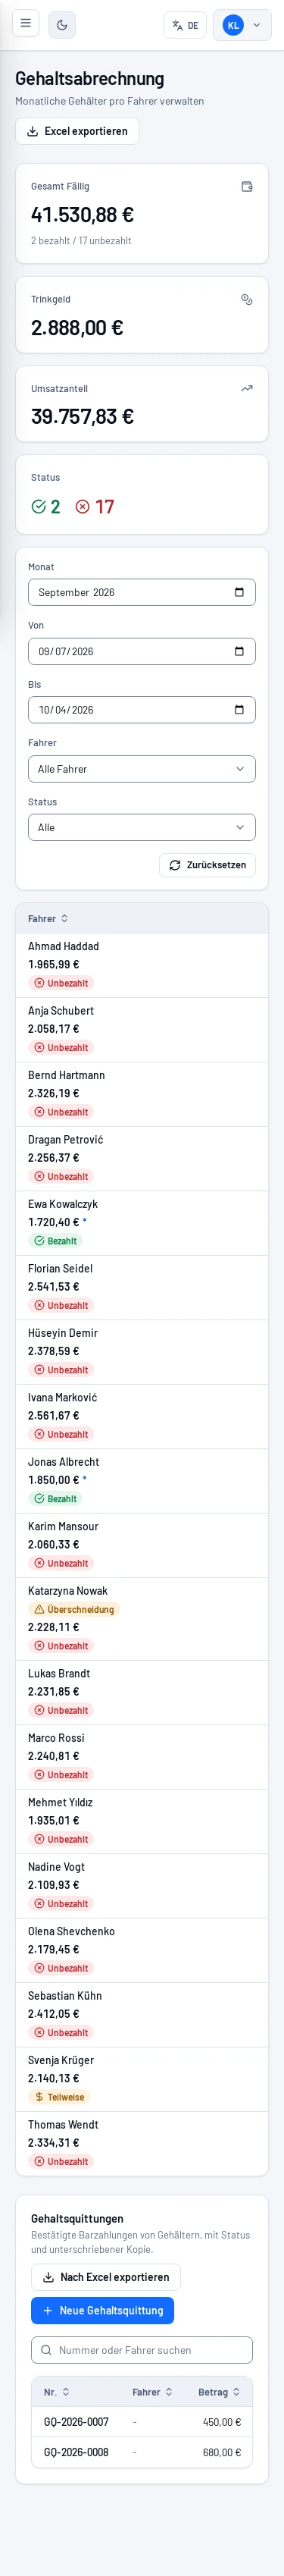 DE
KL
Gehaltsabrechnung
Monatliche Gehälter pro Fahrer verwalten
Excel exportieren
Gesamt Fällig
41.530,88 €
2 bezahlt / 17 unbezahlt
Trinkgeld
2.888,00 €
Umsatzanteil
39.757,83 €
Status
2 17
Monat
September 2026
Von
09/07/2026
Bis
10/04/2026
Fahrer
Alle Fahrer
Status
Alle
Zurücksetzen
Fahrer
Ahmad Haddad
1.965,99 €
Unbezahlt
Anja Schubert
2.058,17 €
Unbezahlt
Bernd Hartmann
2.326,19 €
Unbezahlt
Dragan Petrović
2.256,37 €
Unbezahlt
Ewa Kowalczyk
1.720,40 € *
Bezahlt
Florian Seidel
2.541,53 €
Unbezahlt
Hüseyin Demir
2.378,59 €
Unbezahlt
Ivana Marković
2.561,67 €
Unbezahlt
Jonas Albrecht
1.850,00 € *
Bezahlt
Karim Mansour
2.060,33 €
Unbezahlt
Katarzyna Nowak
Überschneidung
2.228,11 €
Unbezahlt
Lukas Brandt
2.231,85 €
Unbezahlt
Marco Rossi
2.240,81 €
Unbezahlt
Mehmet Yıldız
1.935,01 €
Unbezahlt
Nadine Vogt
2.109,93 €
Unbezahlt
Olena Shevchenko
2.179,45 €
Unbezahlt
Sebastian Kühn
2.412,05 €
Unbezahlt
Svenja Krüger
2.140,13 €
Teilweise
Thomas Wendt
2.334,31 €
Unbezahlt
Gehaltsquittungen
Bestätigte Barzahlungen von Gehältern, mit Status
und unterschriebener Kopie.
Nach Excel exportieren
Neue Gehaltsquittung
Nummer oder Fahrer suchen
Nr. Fahrer Betrag
GQ-2026-0007 - 450,00 €
GQ-2026-0008 - 680,00 €